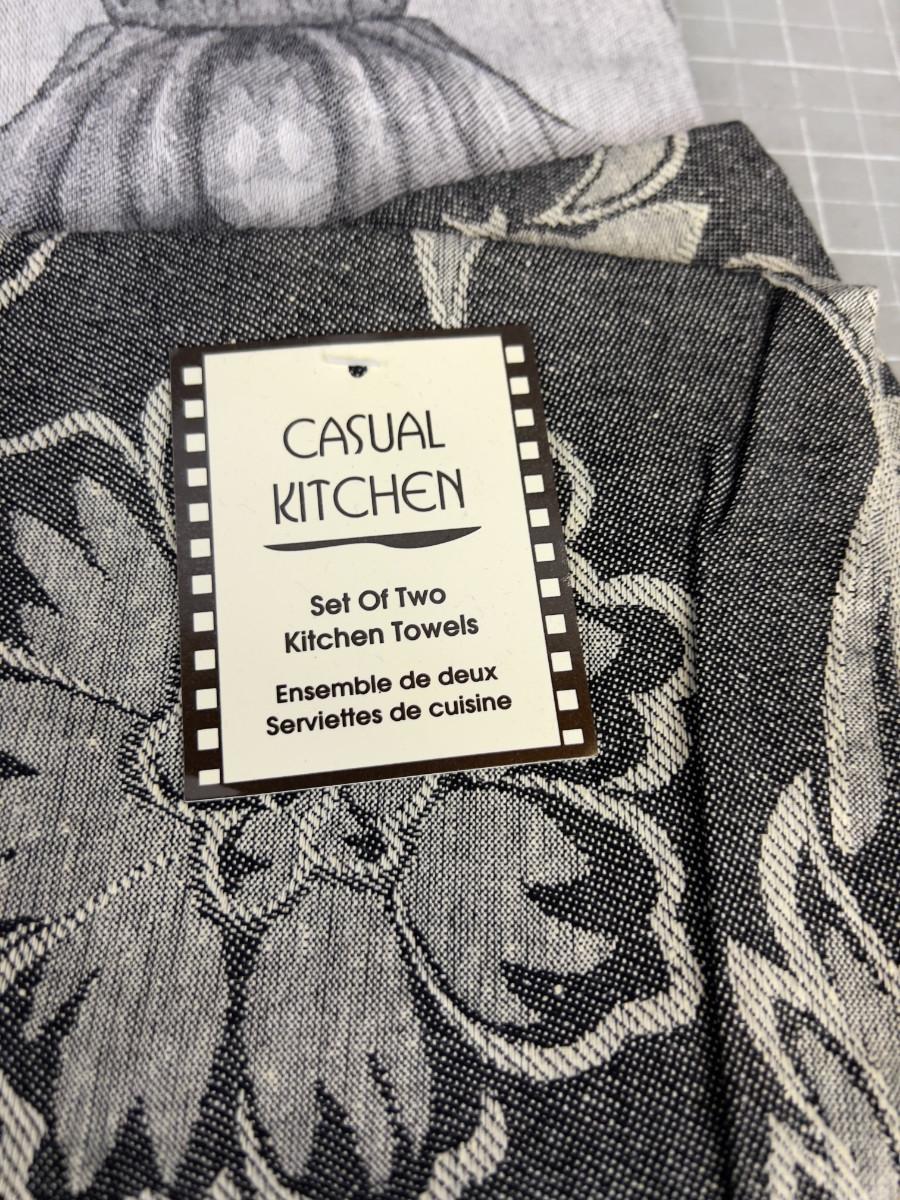 CASUAL
KITCHEN
Set Of Two
Kitchen Towels
Ensemble de deux
Serviettes de cuisine